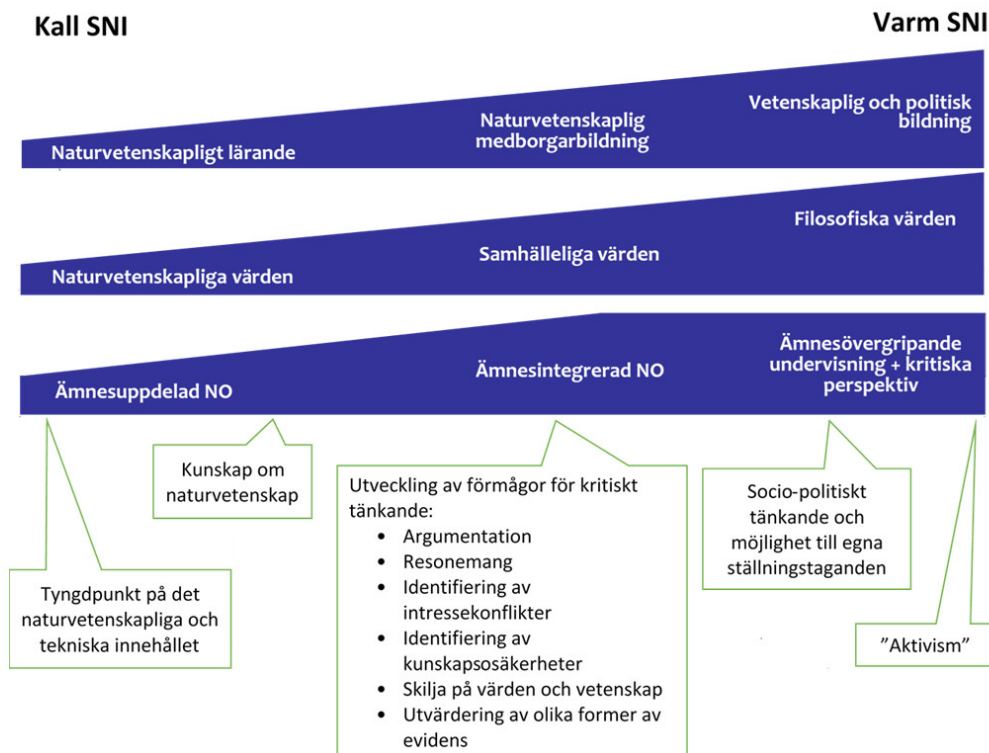 Kall SNI
Varm SNI
Naturvetenskapligt lärande
Naturvetenskaplig
medborgarbildning
Vetenskaplig och politisk
bildning
Naturvetenskapliga värden
Samhälleliga värden
Filosofiska värden
Ämnesuppdelad NO
Ämnesintegrerad NO
Ämnesövergripande
undervisning + kritiska
perspektiv
Tyngdpunkt på det
naturvetenskapliga och
tekniska innehållet
Kunskap om
naturvetenskap
Utveckling av förmågor för kritiskt
tänkande:
• Argumentation
• Resonemang
• Identifiering av
intressekonflikter
• Identifiering av
kunskapsosäkerheter
• Skilja på värden och vetenskap
• Utvärdering av olika former av
evidens
Socio-politiskt
tänkande och
möjlighet till egna
ställningstaganden
”Aktivism”